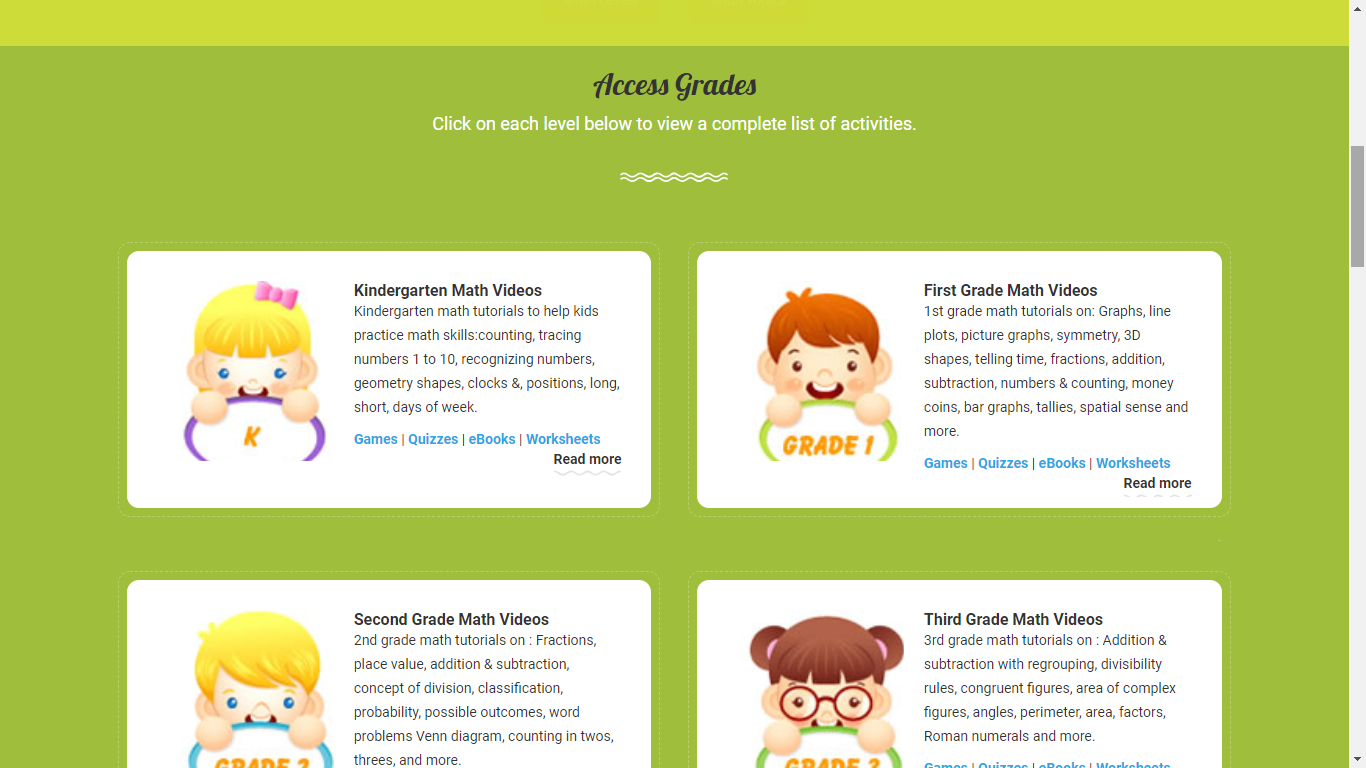 Access Grades
Click on each level below to view a complete list of activities.
Kindergarten Math Videos
Kindergarten math tutorials to help kids
practice math skills:counting, tracing
numbers 1 to 10, recognizing numbers,
geometry shapes, clocks &, positions, long,
short, days of week.
Games | Quizzes | eBooks | Worksheets
Read more
K
First Grade Math Videos
1st grade math tutorials on: Graphs, line
plots, picture graphs, symmetry, 3D
shapes, telling time, fractions, addition,
subtraction, numbers & counting, money
coins, bar graphs, tallies, spatial sense and
more.
Games | Quizzes | eBooks | Worksheets
Read more
GRADE 1
Second Grade Math Videos
2nd grade math tutorials on : Fractions,
place value, addition & subtraction,
concept of division, classification,
probability, possible outcomes, word
problems Venn diagram, counting in twos,
threes, and more.
GRADE 2
Third Grade Math Videos
3rd grade math tutorials on : Addition &
subtraction with regrouping, divisibility
rules, congruent figures, area of complex
figures, angles, perimeter, area, factors,
Roman numerals and more.
Games | Quizzes | eBooks | Worksheets
GRADE 3